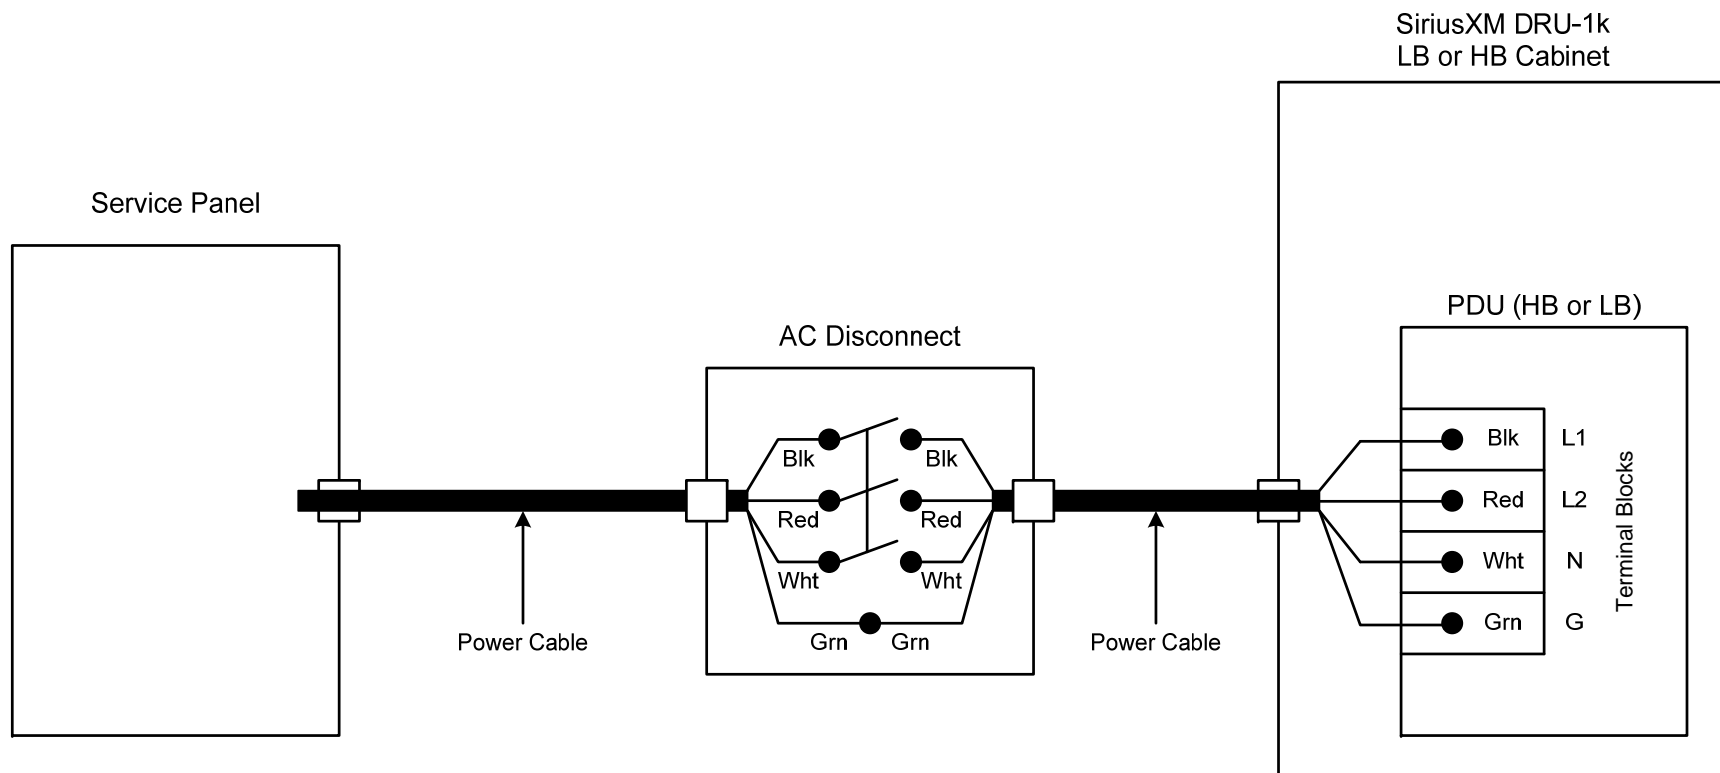 SiriusXM DRU-1k
LB or HB Cabinet
Service Panel
PDU (HB or LB)
AC Disconnect
Blk
Blk
Red
Red
Wht
Wht
Grn
Grn
Power Cable
Power Cable
Blk
L1
Red
L2
Wht
N
Grn
G
Terminal Blocks